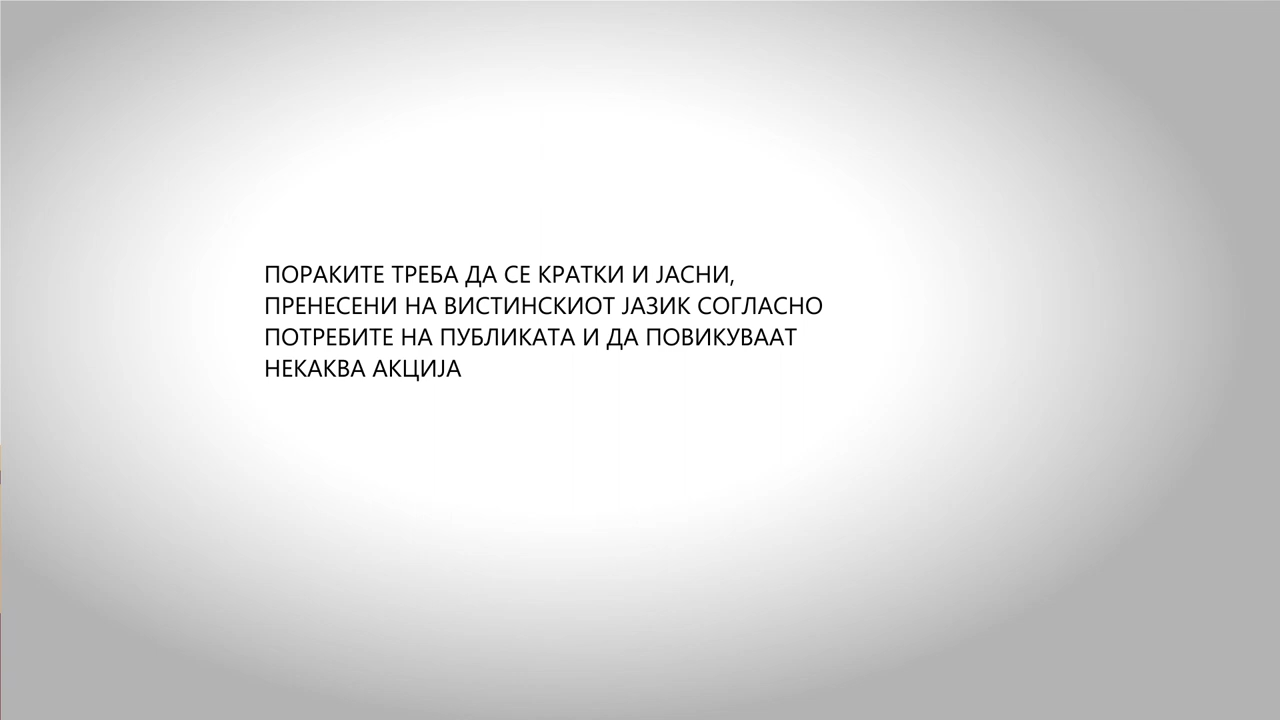 ПОРАКИТЕ ТРЕБА ДА СЕ КРАТКИ И ЈАСНИ,
ПРЕНЕСЕНИ НА ВИСТИНСКИОТ ЈАЗИК СОГЛАСНО
ПОТРЕБИТЕ НА ПУБЛИКАТА И ДА ПОВИКУВААТ
НЕКАКВА АКЦИЈА